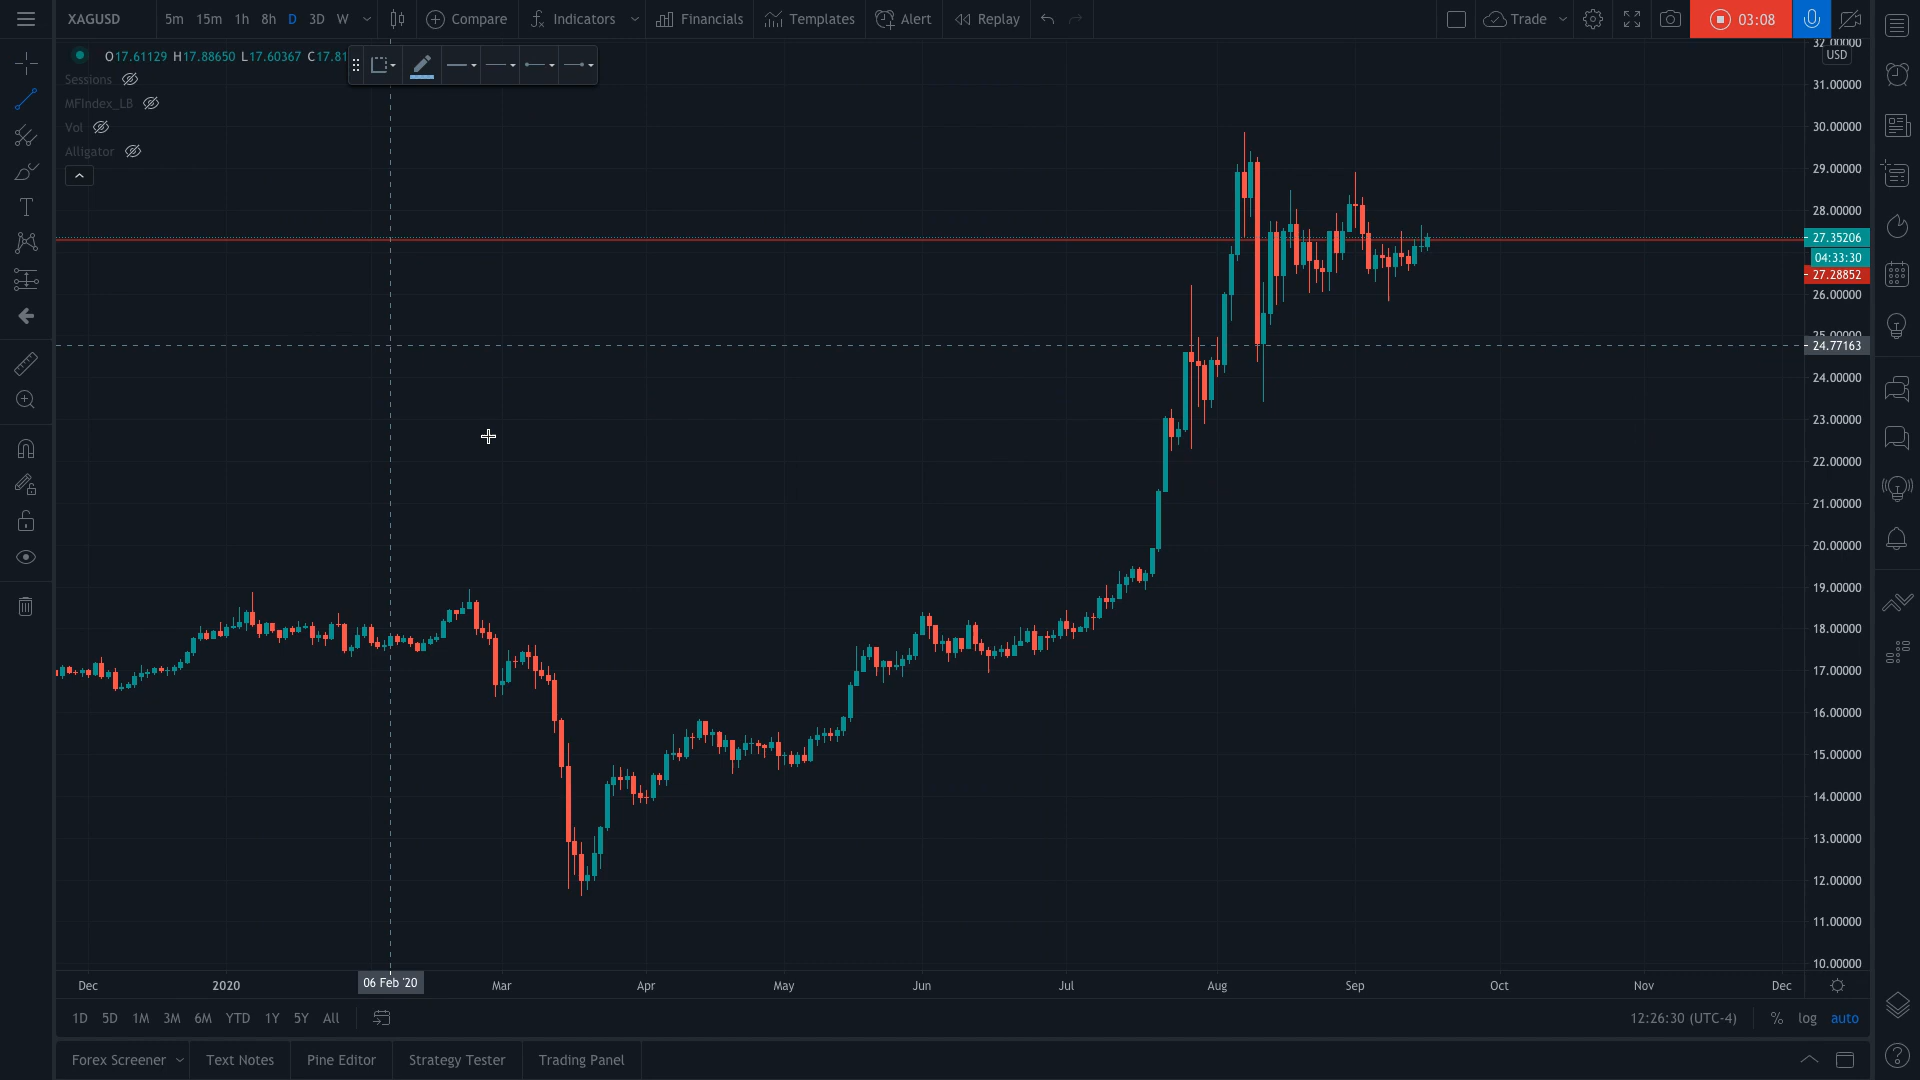 XAGUSD 5m 15m 1h 8h D 3D W Compare Indicators Financials Templates Alert Replay Trade 03:08
O17.61129 H17.88650 L17.60367 C17.81
Sessions
MFIndex_LB
Vol
Alligator
32.00000
USD
31.00000
30.00000
29.00000
28.00000
27.35206
04:33:30
27.28852
26.00000
25.00000
24.77163
24.00000
23.00000
22.00000
21.00000
20.00000
19.00000
18.00000
17.00000
16.00000
15.00000
14.00000
13.00000
12.00000
11.00000
10.00000
Dec 2020 06 Feb '20 Mar Apr May Jun Jul Aug Sep Oct Nov Dec
1D 5D 1M 3M 6M YTD 1Y 5Y All 12:26:30 (UTC-4) % log auto
Forex Screener Text Notes Pine Editor Strategy Tester Trading Panel